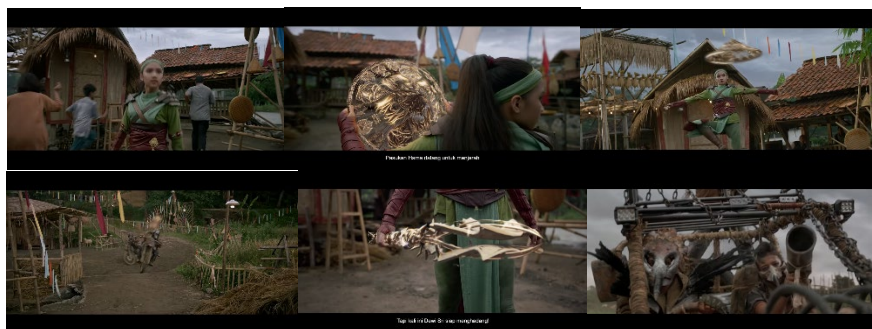 Pasukan Hama datang untuk menjarah
Tapi kali ini Dewi Sri siap menghadang!